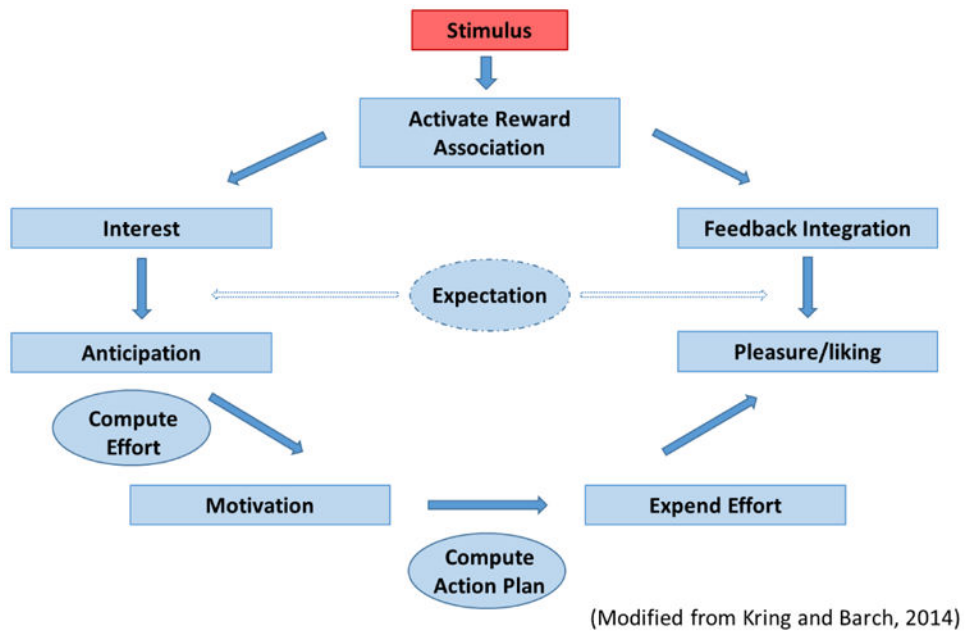 Stimulus
Activate Reward
Association
Interest
Feedback Integration
Expectation
Anticipation
Pleasure/liking
Compute
Effort
Motivation
Expend Effort
Compute
Action Plan
(Modified from Kring and Barch, 2014)